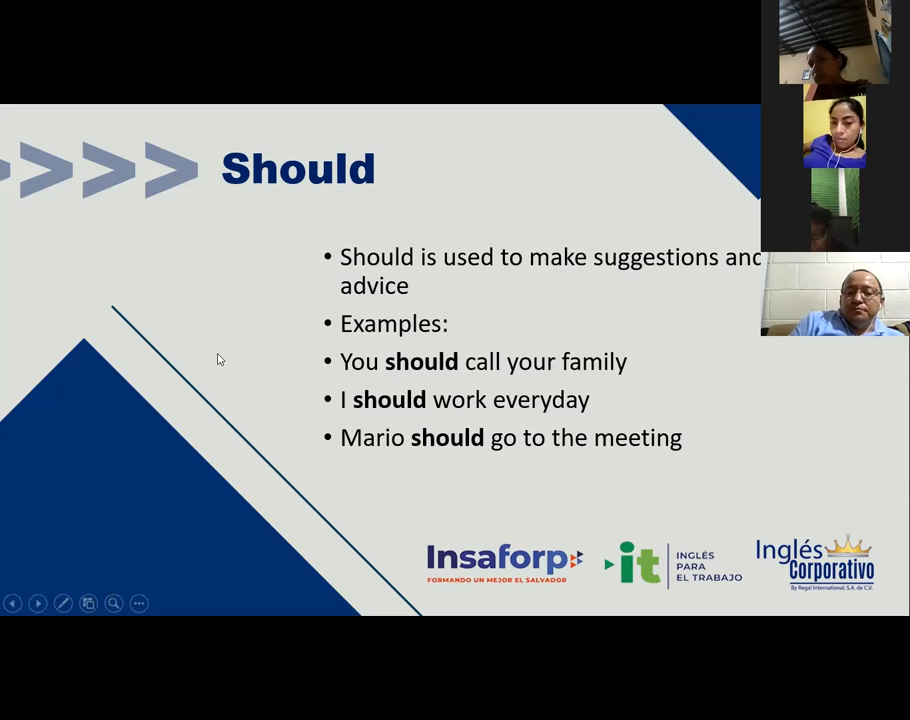 Should
• Should is used to make suggestions and
advice
• Examples:
• You should call your family
• I should work everyday
• Mario should go to the meeting
Insaforp
FORMANDO UN MEJOR EL SALVADOR
it
INGLÉS
PARA
EL TRABAJO
Inglés
Corporativo
By Regal International, S.A. de C.V.